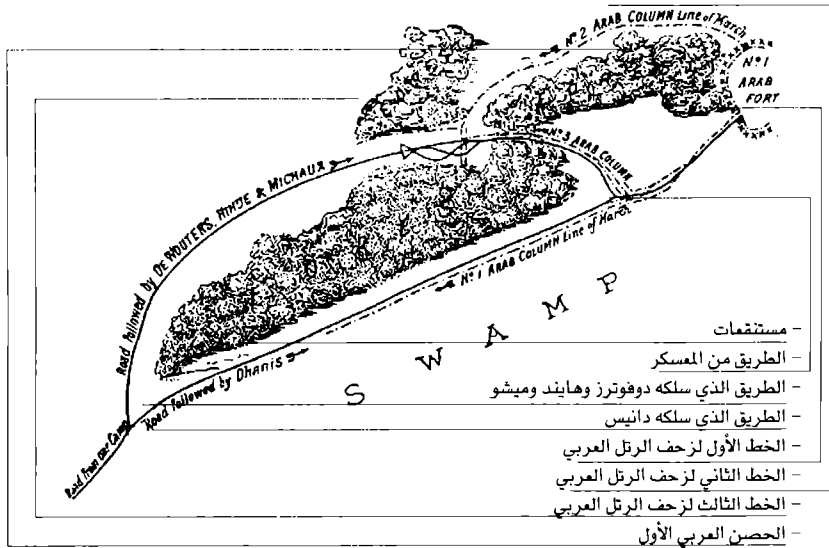 No 2 ARAB COLUMN Line of March
No 1
ARAB
FORT
No 3 ARAB COLUMN
Road followed by DE WOUTERS, HINDE & MICHAUX
No 1 ARAB COLUMN Line of March
SWAMP
Road followed by Dhanis
Road from our Camp
- مستنقعات
- الطريق من المعسكر
- الطريق الذي سلكه دوفوترز وهايند وميشو
- الطريق الذي سلكه دانيس
- الخط الأول لزحف الرتل العربي
- الخط الثاني لزحف الرتل العربي
- الخط الثالث لزحف الرتل العربي
- الحصن العربي الأول